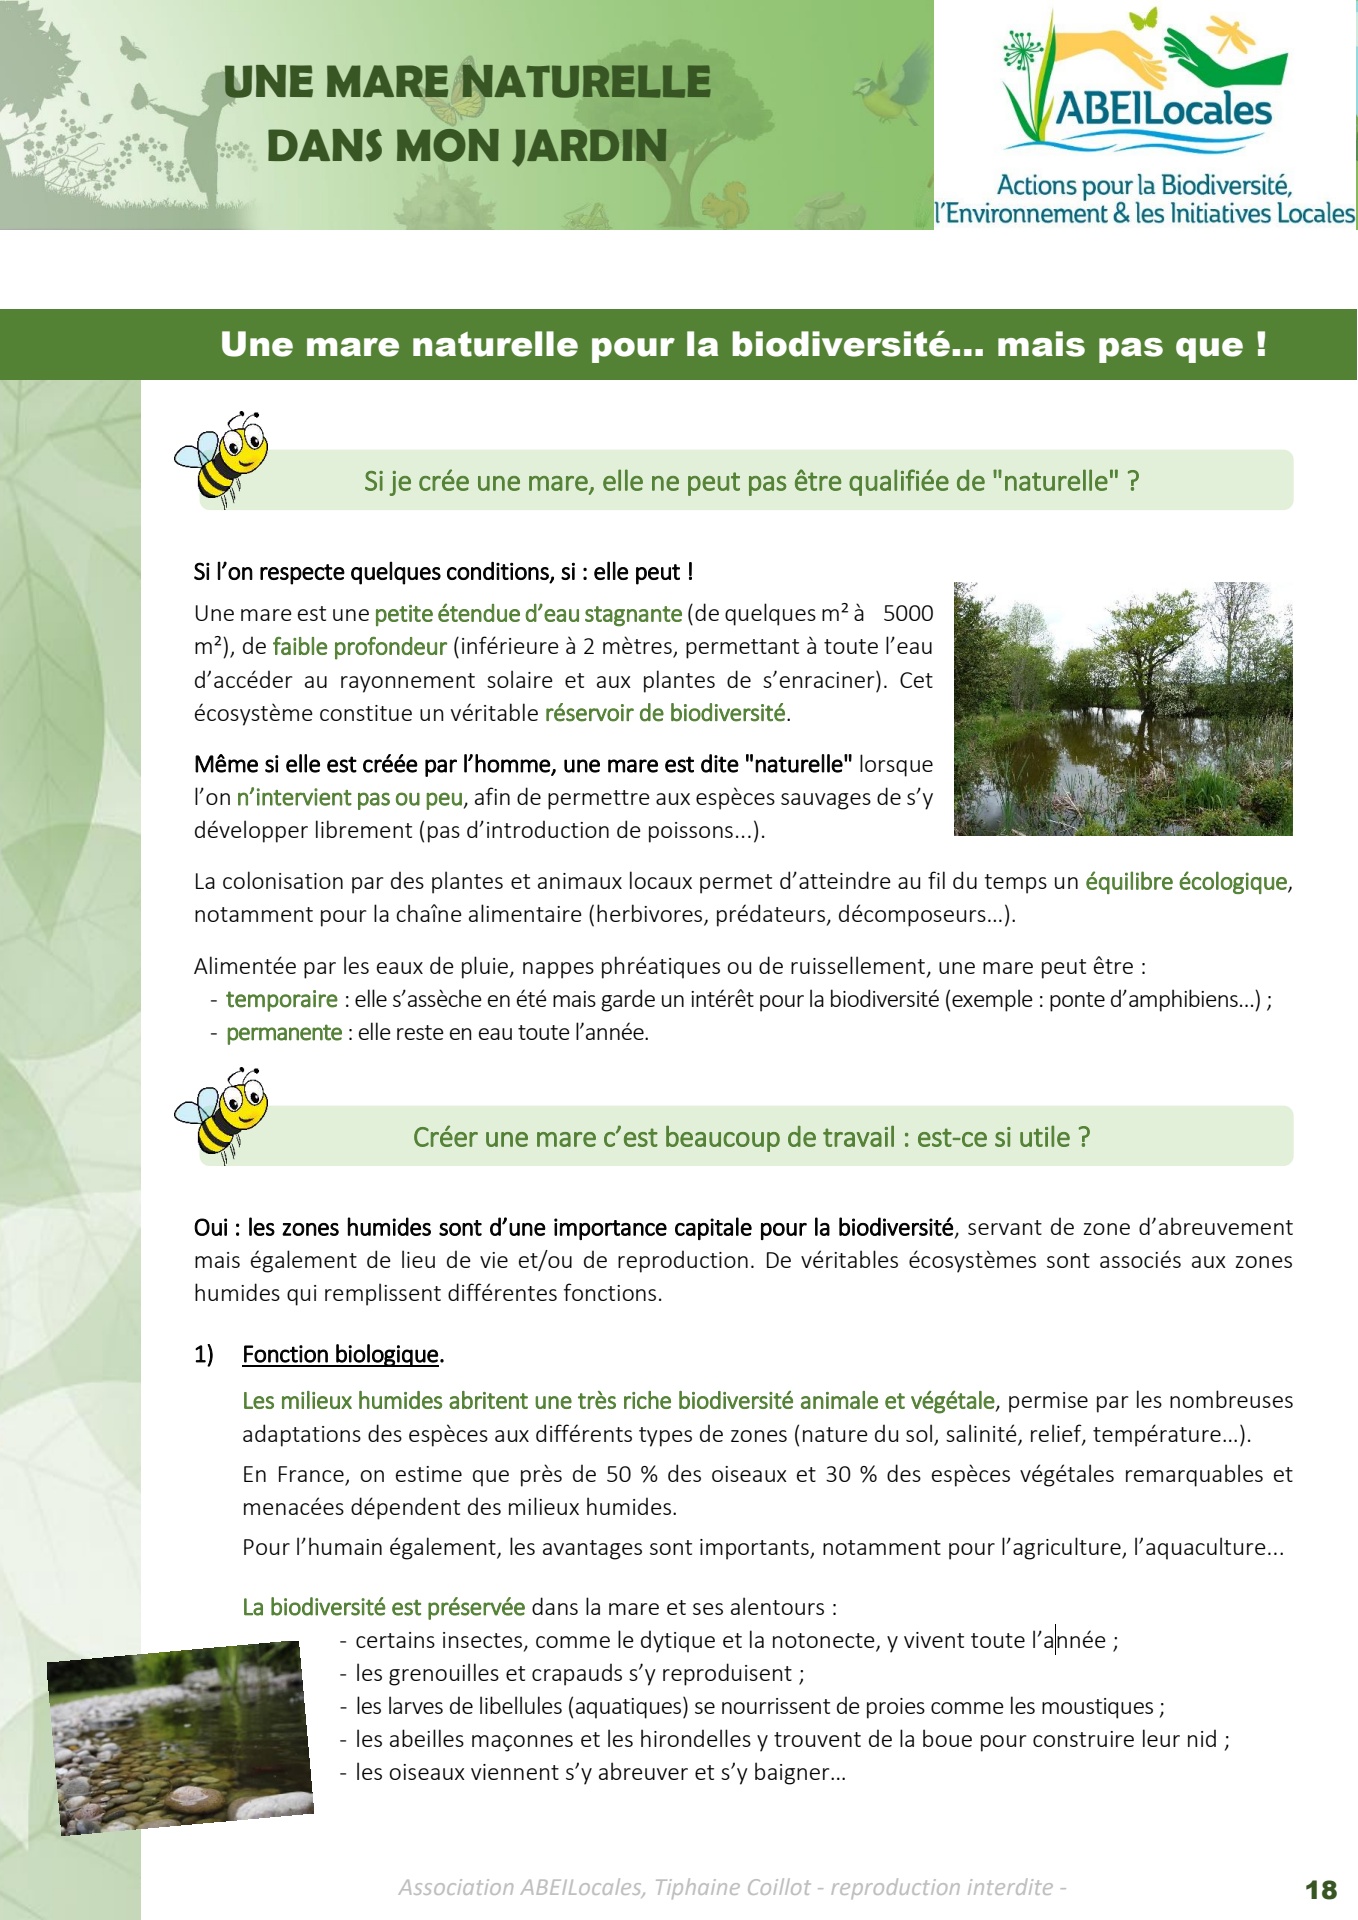 UNE MARE NATURELLE
DANS MON JARDIN
ABEILocales
Actions pour la Biodiversité,
l'Environnement & les Initiatives Locales
Une mare naturelle pour la biodiversité... mais pas que !
Si je crée une mare, elle ne peut pas être qualifiée de "naturelle" ?
Si l’on respecte quelques conditions, si : elle peut !
Une mare est une petite étendue d’eau stagnante (de quelques m² à 5000
m²), de faible profondeur (inférieure à 2 mètres, permettant à toute l’eau
d’accéder au rayonnement solaire et aux plantes de s’enraciner). Cet
écosystème constitue un véritable réservoir de biodiversité.
Même si elle est créée par l’homme, une mare est dite "naturelle" lorsque
l’on n’intervient pas ou peu, afin de permettre aux espèces sauvages de s’y
développer librement (pas d’introduction de poissons...).
La colonisation par des plantes et animaux locaux permet d’atteindre au fil du temps un équilibre écologique,
notamment pour la chaîne alimentaire (herbivores, prédateurs, décomposeurs...).
Alimentée par les eaux de pluie, nappes phréatiques ou de ruissellement, une mare peut être :
- temporaire : elle s’assèche en été mais garde un intérêt pour la biodiversité (exemple : ponte d’amphibiens...) ;
- permanente : elle reste en eau toute l’année.
Créer une mare c’est beaucoup de travail : est-ce si utile ?
Oui : les zones humides sont d’une importance capitale pour la biodiversité, servant de zone d’abreuvement
mais également de lieu de vie et/ou de reproduction. De véritables écosystèmes sont associés aux zones
humides qui remplissent différentes fonctions.
1) Fonction biologique.
Les milieux humides abritent une très riche biodiversité animale et végétale, permise par les nombreuses
adaptations des espèces aux différents types de zones (nature du sol, salinité, relief, température...).
En France, on estime que près de 50 % des oiseaux et 30 % des espèces végétales remarquables et
menacées dépendent des milieux humides.
Pour l’humain également, les avantages sont importants, notamment pour l’agriculture, l’aquaculture...
La biodiversité est préservée dans la mare et ses alentours :
- certains insectes, comme le dytique et la notonecte, y vivent toute l’année ;
- les grenouilles et crapauds s’y reproduisent ;
- les larves de libellules (aquatiques) se nourrissent de proies comme les moustiques ;
- les abeilles maçonnes et les hirondelles y trouvent de la boue pour construire leur nid ;
- les oiseaux viennent s’y abreuver et s’y baigner...
Association ABEILocales, Tiphaine Coillot - reproduction interdite -
18